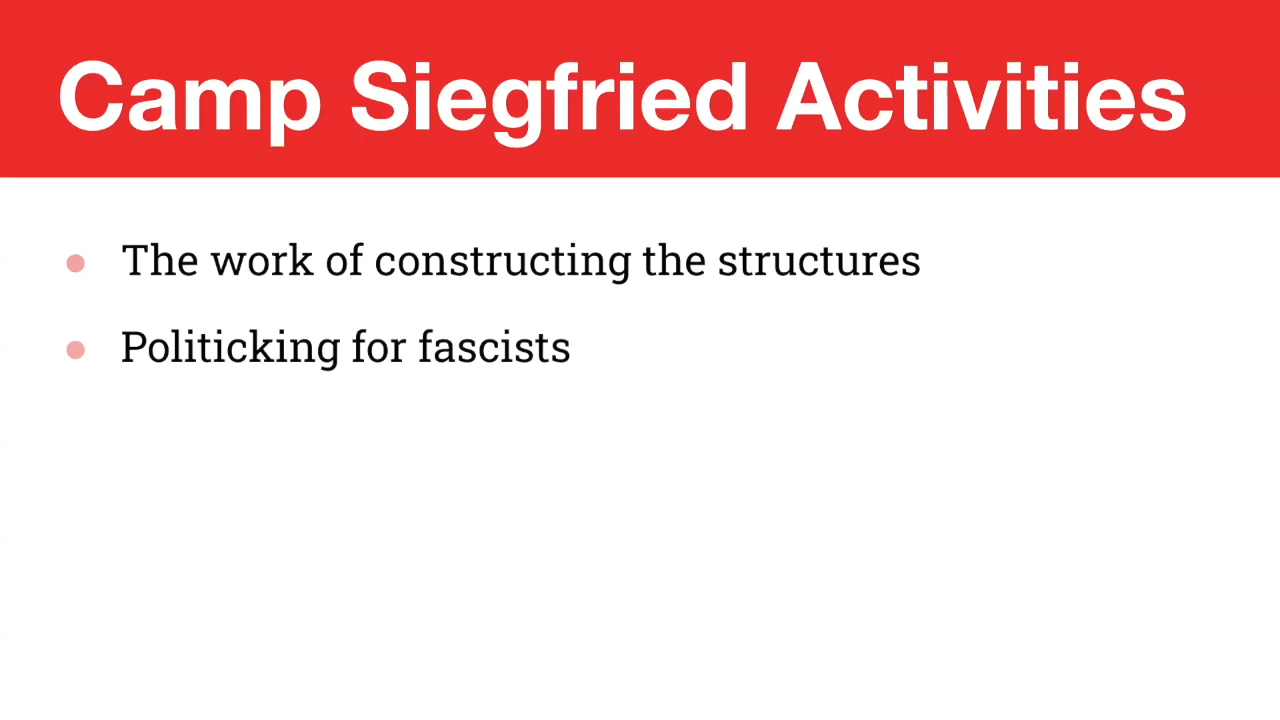 Camp Siegfried Activities
The work of constructing the structures
Politicking for fascists